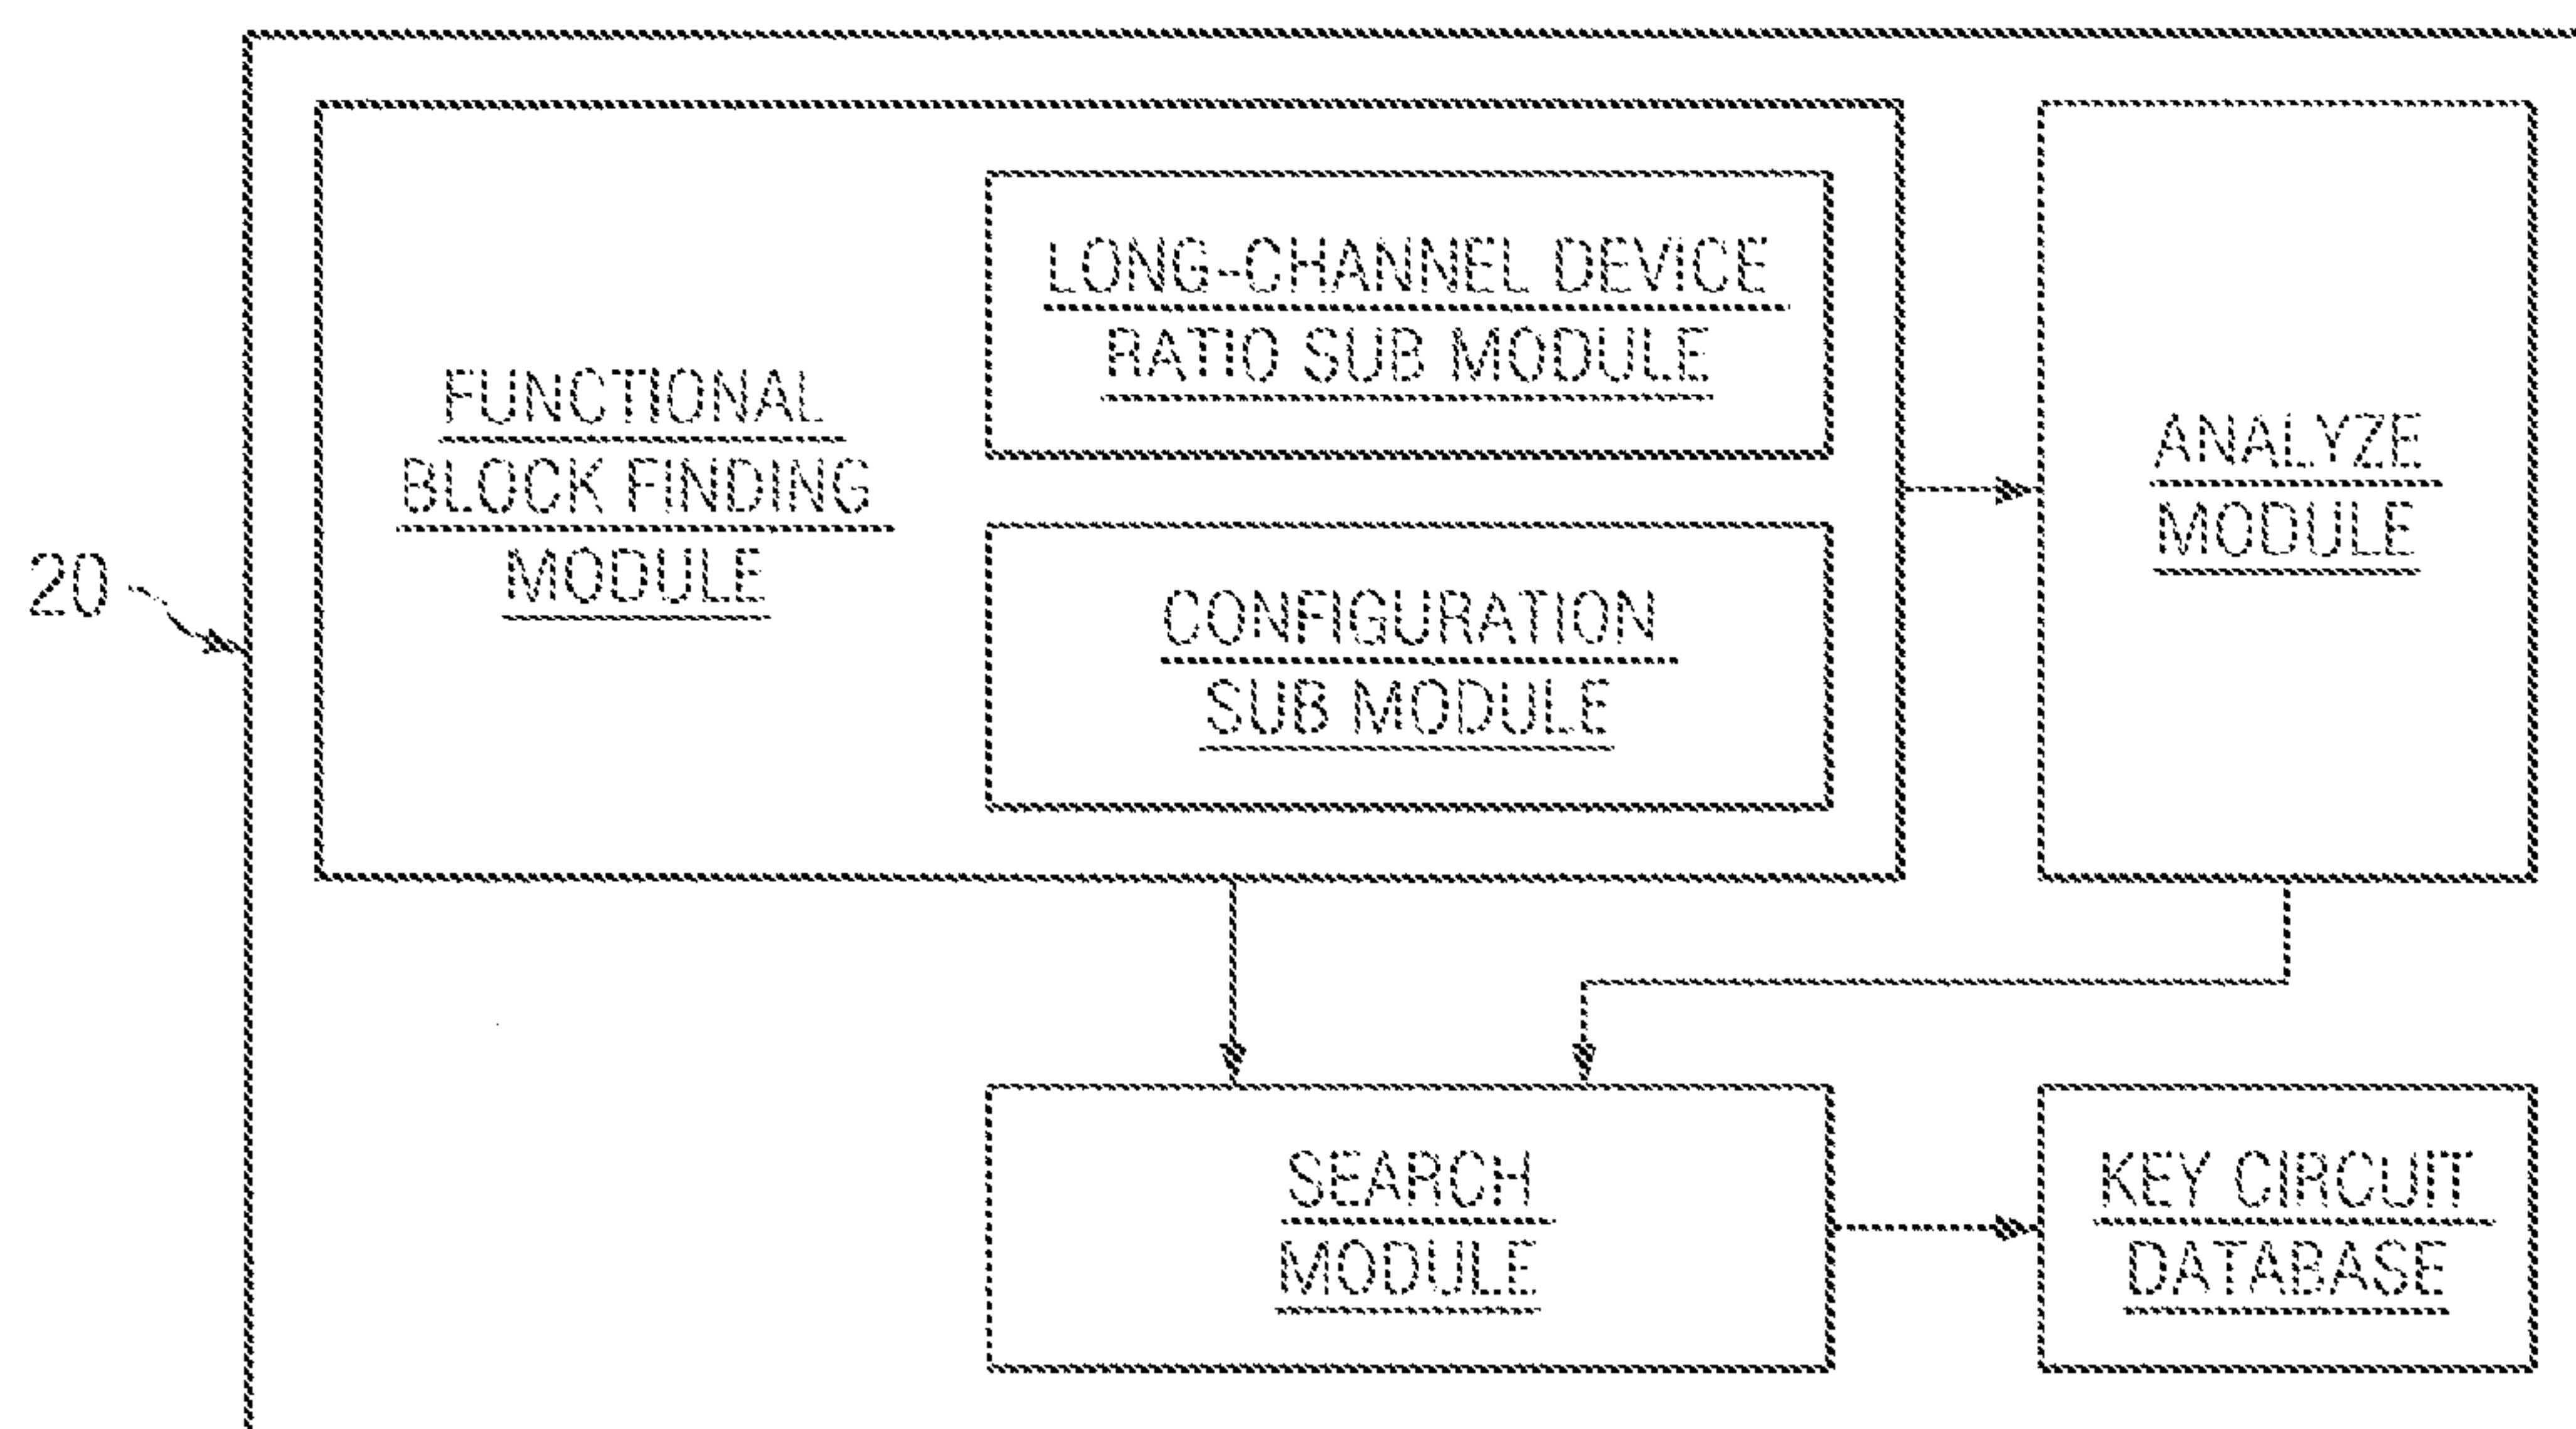 LONG-CHANNEL DEVICE
RATIO SUB MODULE
FUNCTIONAL
BLOCK FINDING
MODULE
ANALYZE
MODULE
CONFIGURATION
SUB MODULE
20
SEARCH
MODULE
KEY CIRCUIT
DATABASE